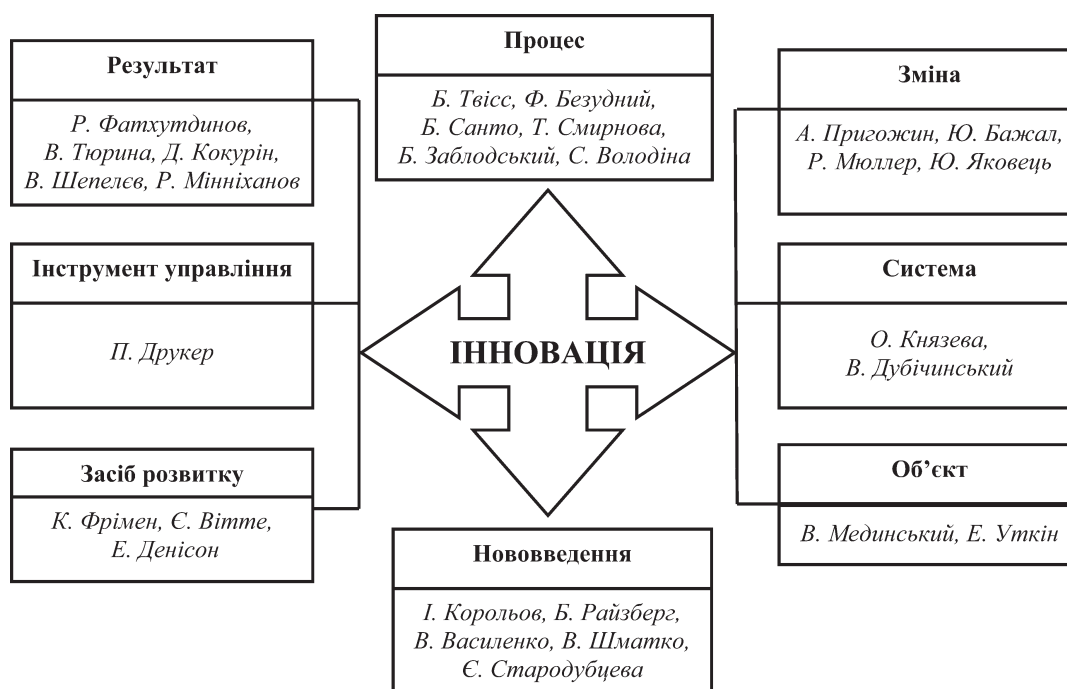 Результат
Р. Фатхутдинов,
В. Тюрина, Д. Кокурін,
В. Шепелєв, Р. Мінніханов
Процес
Б. Твісс, Ф. Безудний,
Б. Санто, Т. Смирнова,
Б. Заблодський, С. Володіна
Зміна
А. Пригожин, Ю. Бажал,
Р. Мюллер, Ю. Яковець
Інструмент управління
П. Друкер
ІННОВАЦІЯ
Система
О. Князева,
В. Дубічинський
Засіб розвитку
К. Фрімен, Є. Вітте,
Е. Денісон
Нововведення
І. Корольов, Б. Райзберг,
В. Василенко, В. Шматко,
Є. Стародубцева
Об’єкт
В. Мединський, Е. Уткін